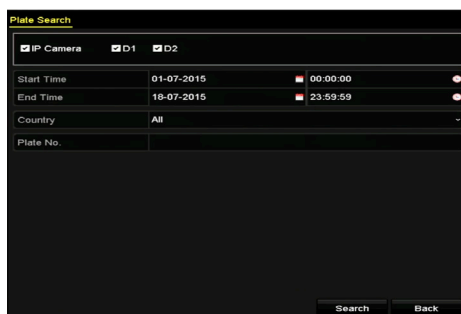 Plate Search
IP Camera D1 D2
Start Time 01-07-2015 00:00:00
End Time 18-07-2015 23:59:59
Country All
Plate No.
Search Back